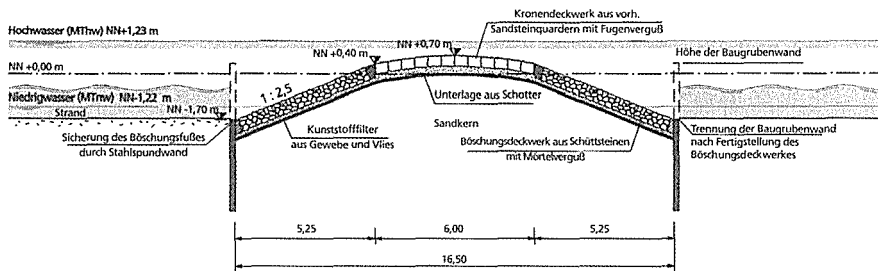 Kronendeckwerk aus vorh.
Sandsteinquardern mit Fugenverguß
Hochwasser (MThw) NN+1,23 m
NN +0,40 m
NN +0,70 m
Höhe der Baugrubenwand
NN +0,00 m
1 : 2,5
Niedrigwasser (MTnw) NN-1,22 m
Unterlage aus Schotter
Strand
NN -1,70 m
Sicherung des Böschungsfußes
durch Stahlspundwand
Kunststofffilter
aus Gewebe und Vlies
Sandkern
Böschungsdeckwerk aus Schüttsteinen
mit Mörtelverguß
Trennung der Baugrubenwand
nach Fertigstellung des
Böschungsdeckwerkes
5,25
6,00
5,25
16,50